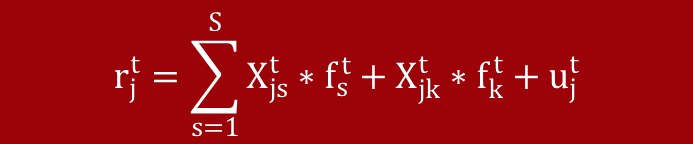 r_j^t = \sum_{s=1}^{S} X_{js}^t * f_s^t + X_{jk}^t * f_k^t + u_j^t